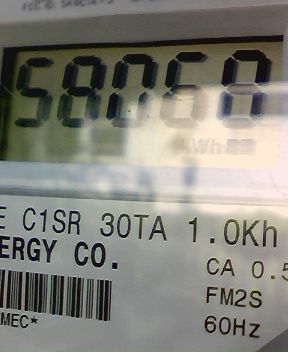 58068
kWh
E C1SR 30TA 1.0Kh
ERGY CO.
CA 0.5
FM2S
MEC*
60Hz